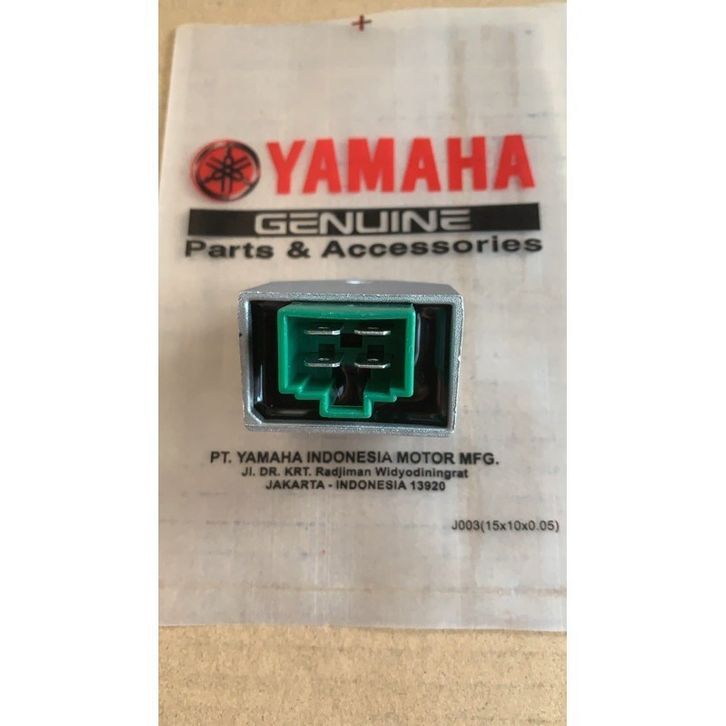 YAMAHA
GENUINE
Parts & Accessories
PT. YAMAHA INDONESIA MOTOR MFG.
Jl. DR. KRT. Radjiman Widyodiningrat
JAKARTA - INDONESIA 13920
J003(15x10x0.05)